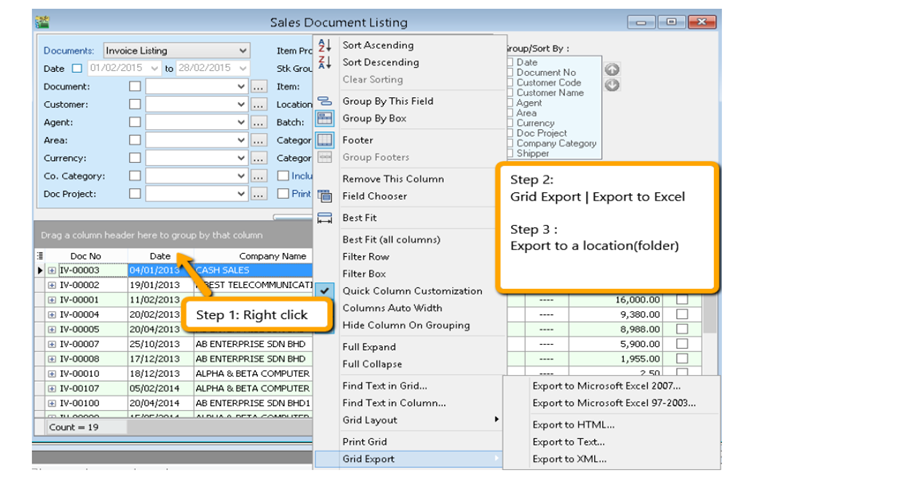 Sales Document Listing
Documents: Invoice Listing
Date 01/02/2015 to 28/02/2015
Document:
Customer:
Agent:
Area:
Currency:
Co. Category:
Doc Project:
Item Pro
Stk Grou
Item:
Location
Batch:
Categor
Categor
Inclu
Print
Group/Sort By :
Date
Document No
Customer Code
Customer Name
Agent
Area
Currency
Doc Project
Company Category
Shipper
Sort Ascending
Sort Descending
Clear Sorting
Group By This Field
Group By Box
Footer
Group Footers
Remove This Column
Field Chooser
Best Fit
Best Fit (all columns)
Filter Row
Filter Box
Quick Column Customization
Columns Auto Width
Hide Column On Grouping
Full Expand
Full Collapse
Find Text in Grid...
Find Text in Column...
Grid Layout
Print Grid
Grid Export
Export to Microsoft Excel 2007...
Export to Microsoft Excel 97-2003...
Export to HTML...
Export to Text...
Export to XML...
Step 2:
Grid Export | Export to Excel
Step 3 :
Export to a location(folder)
Step 1: Right click
Drag a column header here to group by that column
Doc No Date Company Name
IV-00003 04/01/2013 CASH SALES
IV-00002 19/01/2013 BEST TELECOMMUNICATI
IV-00001 11/02/2013 ---- 16,000.00
IV-00004 20/02/2013 ---- 9,380.00
IV-00005 20/04/2013 ---- 8,988.00
IV-00007 25/10/2013 AB ENTERPRISE SDN BHD ---- 5,900.00
IV-00008 17/12/2013 AB ENTERPRISE SDN BHD ---- 1,955.00
IV-00010 18/12/2013 ALPHA & BETA COMPUTER ---- 2.50
IV-00107 05/02/2014 ALPHA & BETA COMPUTER
IV-00100 20/04/2014 AB ENTERPRISE SDN BHD1
Count = 19